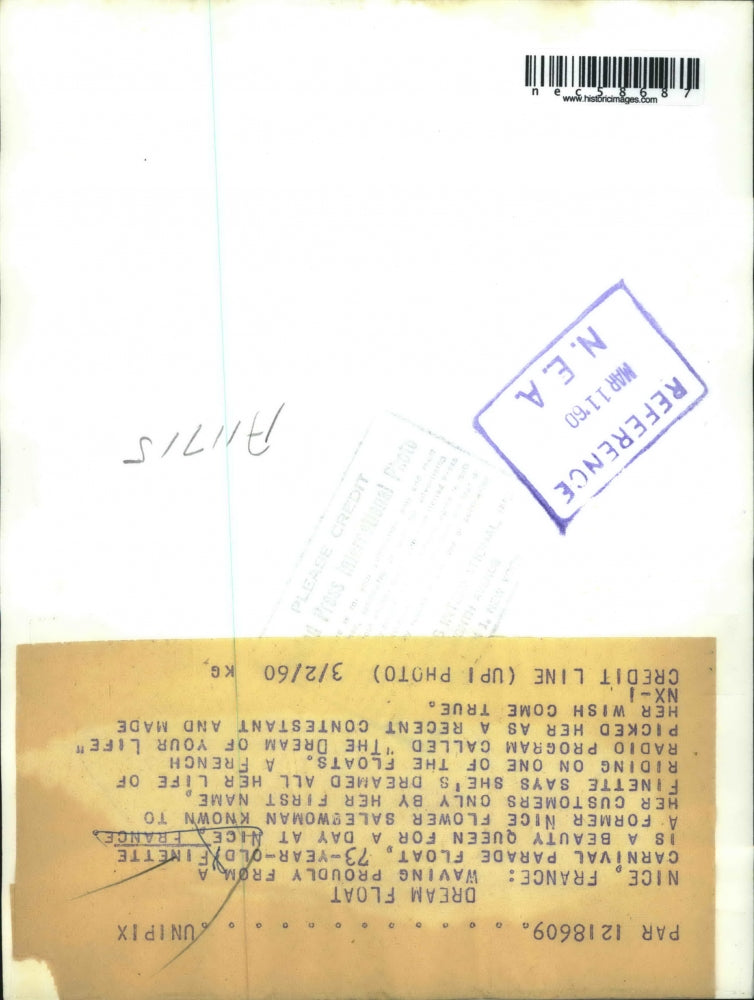 nec58687
www.historicimages.com
REFERENCE
MAR 11 '60
N.E.A.
A11715
PLEASE CREDIT
Press International Photo
PAR 1218609. . . . . . . . . . . . . . UNIPIX
DREAM FLOAT
NICE, FRANCE: WAVING PROUDLY FROM A
CARNIVAL PARADE FLOAT, 73-YEAR-OLD FINETTE
IS A BEAUTY QUEEN FOR A DAY AT NICE, FRANCE.
A FORMER NICE FLOWER SALESWOMAN KNOWN TO
HER CUSTOMERS ONLY BY HER FIRST NAME,
FINETTE SAYS SHE'S DREAMED ALL HER LIFE OF
RIDING ON ONE OF THE FLOATS. A FRENCH
RADIO PROGRAM CALLED "THE DREAM OF YOUR LIFE"
PICKED HER AS A RECENT CONTESTANT AND MADE
HER WISH COME TRUE.
NX-1
CREDIT LINE (UPI PHOTO) 3/2/60 KG